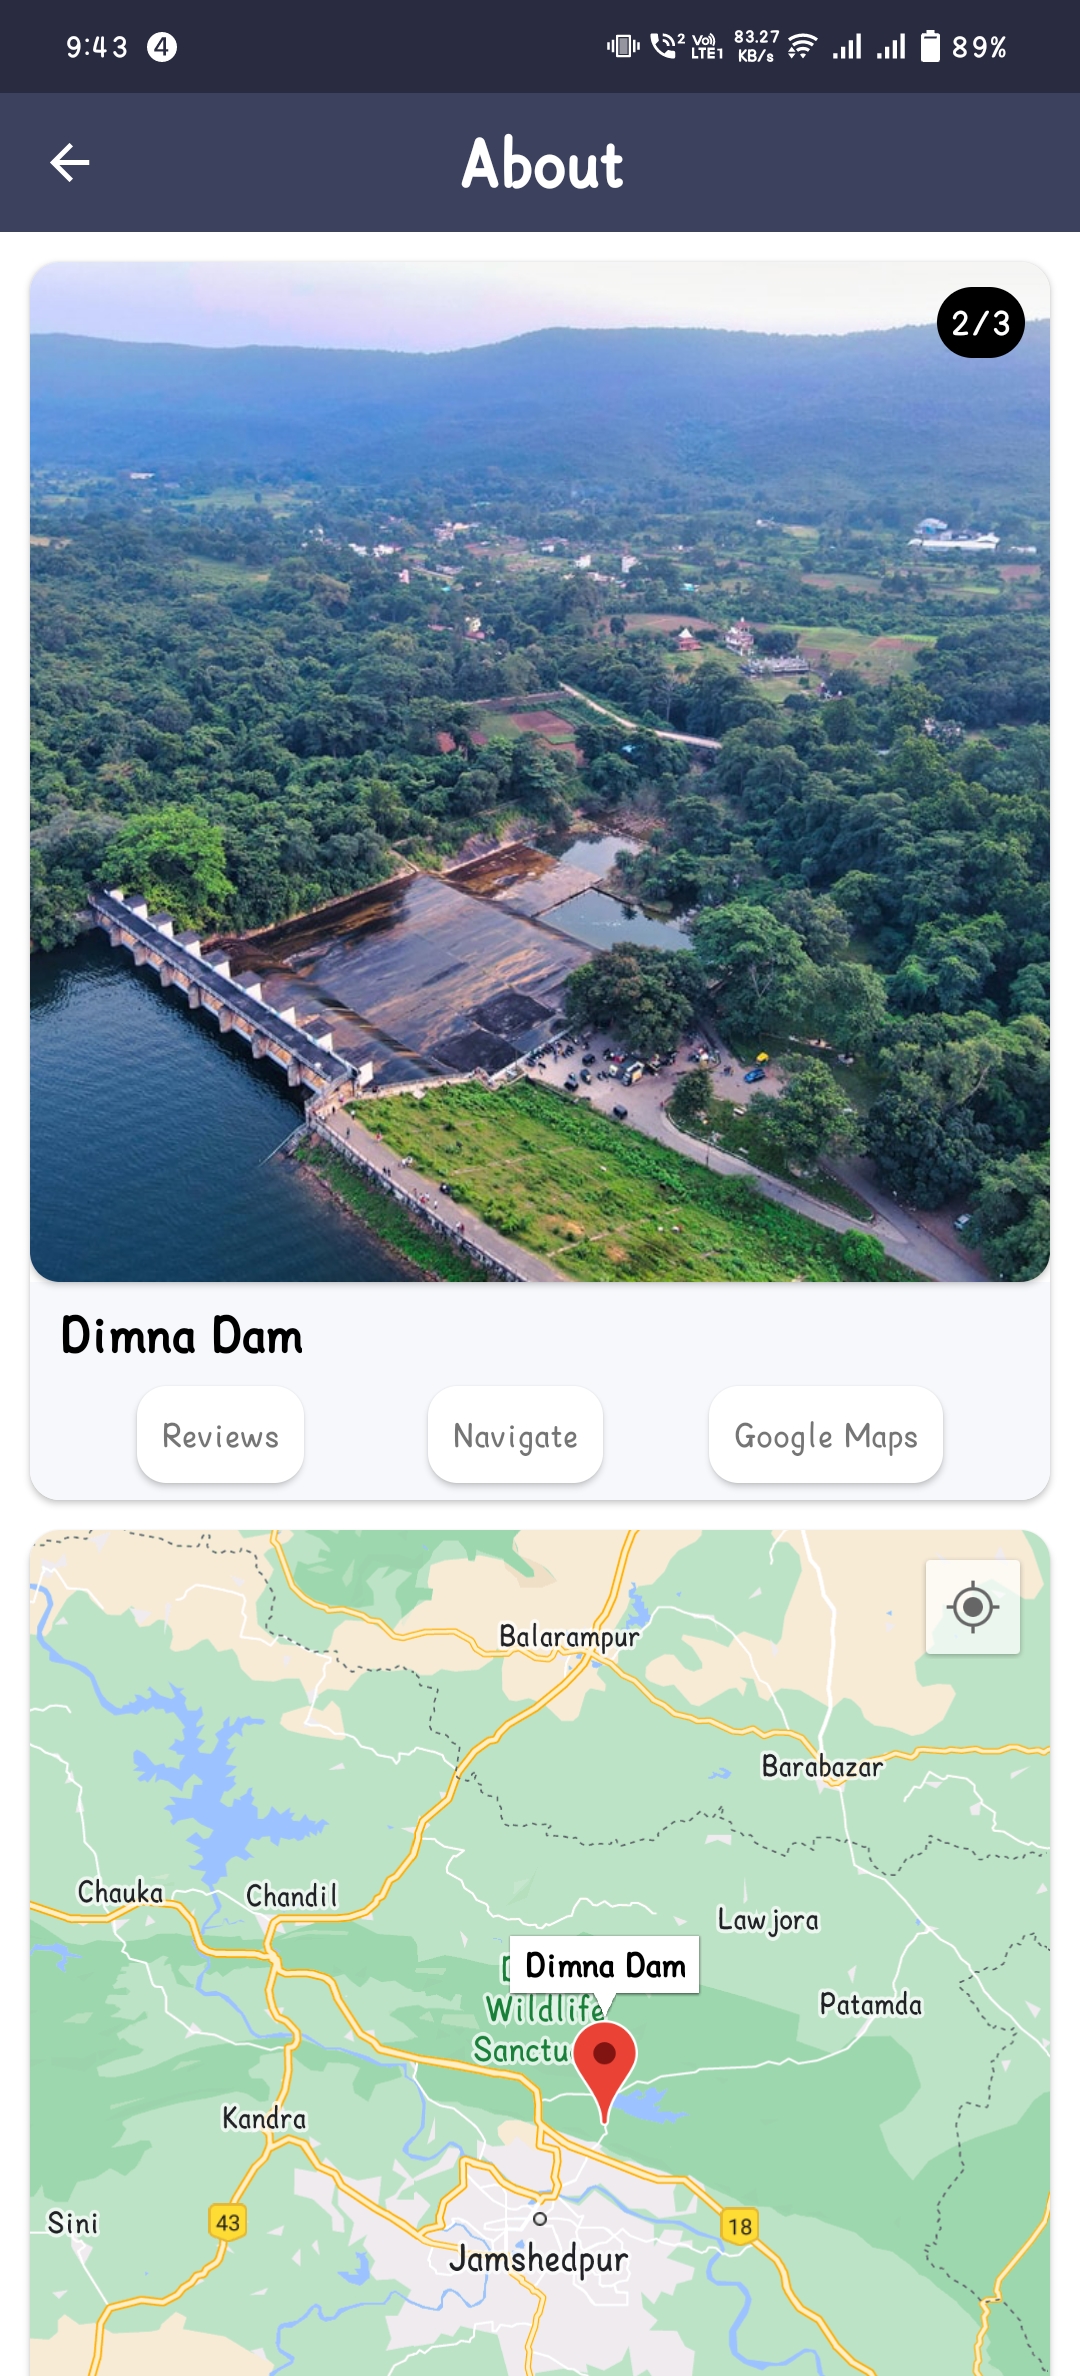 9:43 4 2 Vo)) LTE1 83.27 KB/s 89%
About
2/3
Dimna Dam
Reviews Navigate Google Maps
Balarampur
Barabazar
Chauka Chandil
Lawjora
Dimna Dam
Wildlife
Patamda
Kandra
Sini 43 18
Jamshedpur